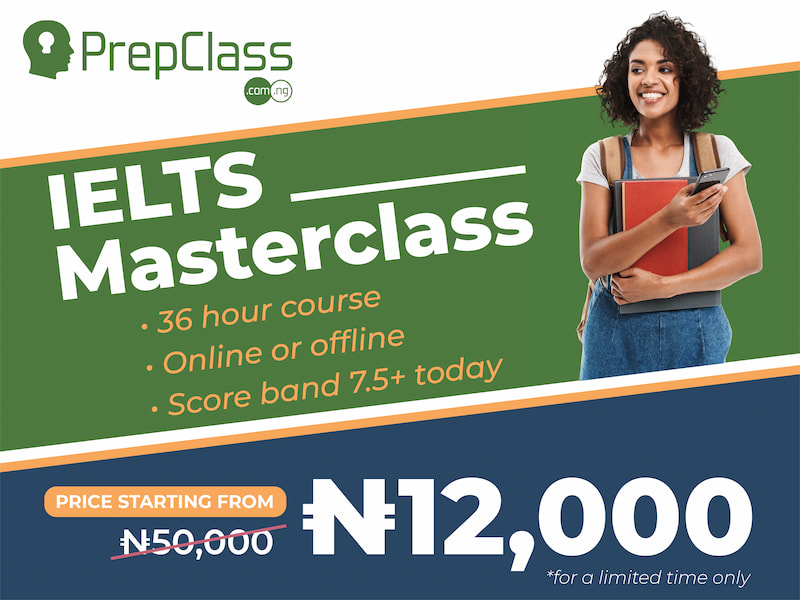 PrepClass
.com.ng
IELTS
Masterclass
• 36 hour course
• Online or offline
• Score band 7.5+ today
PRICE STARTING FROM
₦50,000
₦12,000
*for a limited time only